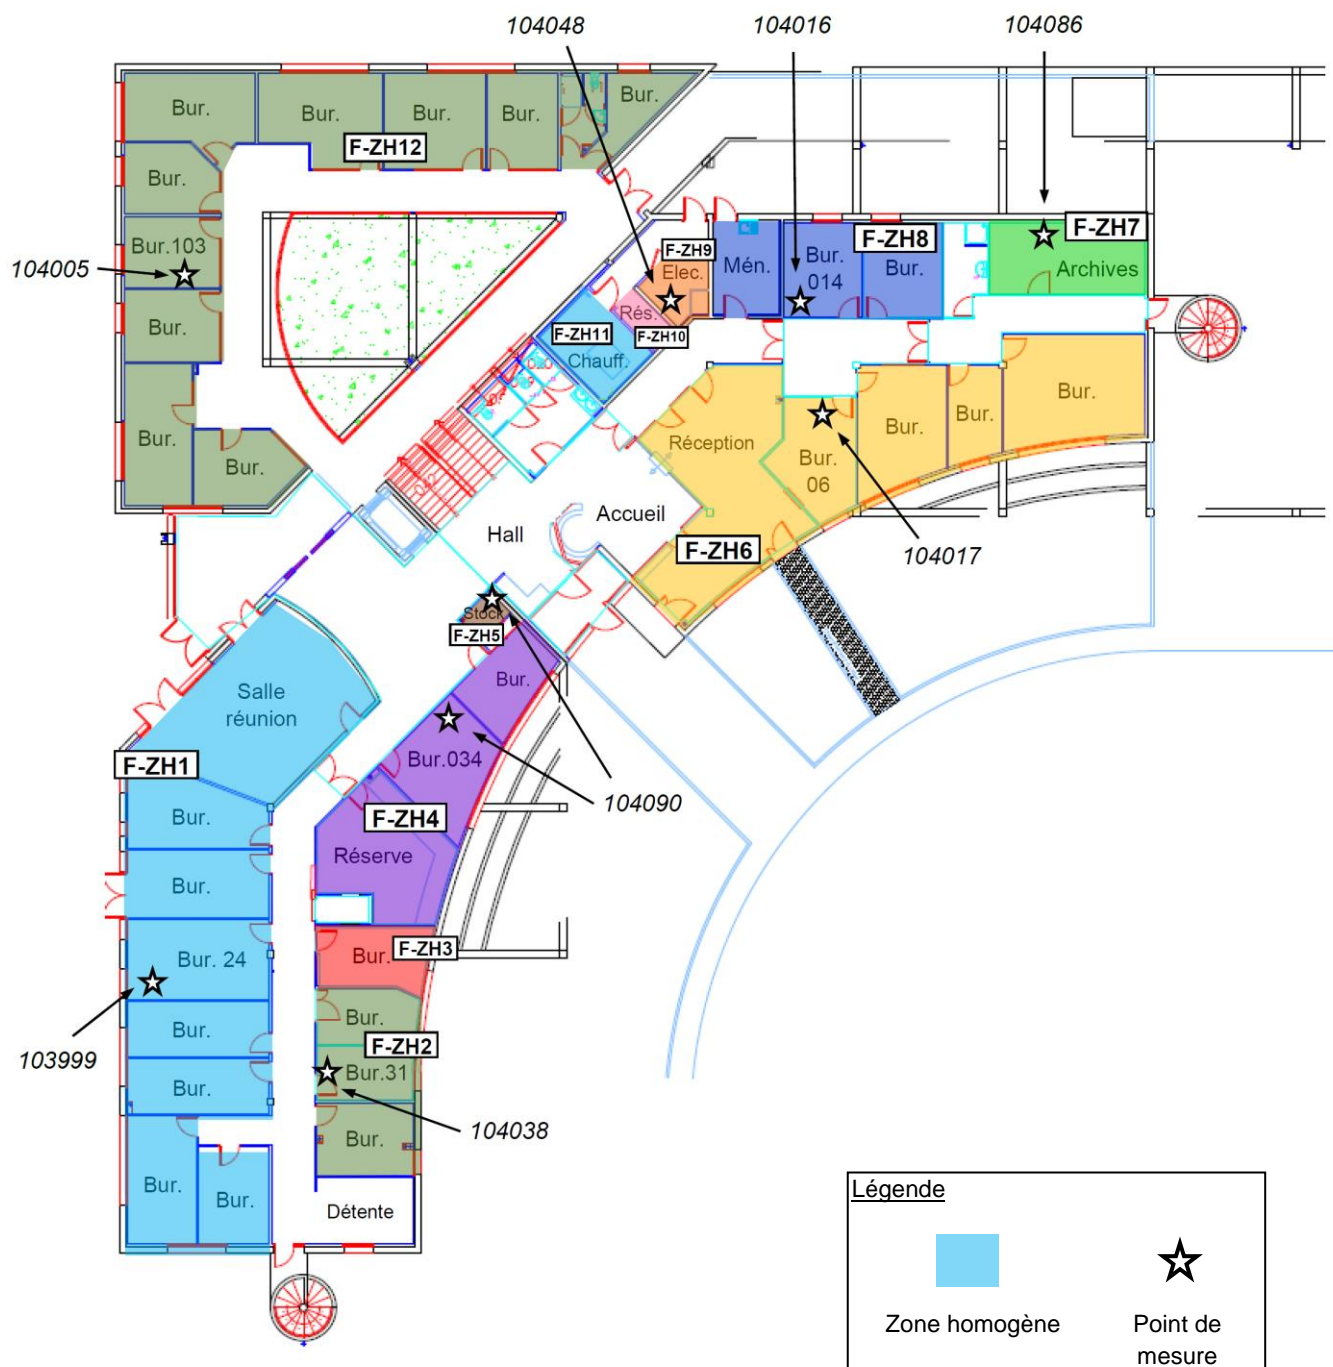 104048
104016
104086
Bur.
Bur.
Bur.
Bur.
Bur.
F-ZH12
Bur.
Bur.103
104005
F-ZH9
Elec.
Mén.
Bur.
014
F-ZH8
Bur.
F-ZH7
Archives
Rés.
F-ZH10
F-ZH11
Chauff.
Bur.
Bur.
Bur.
Réception
Bur.
06
Bur.
Bur.
Bur.
Hall
Accueil
F-ZH6
104017
Stock
F-ZH5
Bur.
Salle
réunion
Bur.034
F-ZH1
104090
F-ZH4
Bur.
Réserve
Bur.
Bur.
F-ZH3
Bur. 24
Bur.
Bur.
F-ZH2
103999
Bur.31
Bur.
104038
Bur.
Bur.
Bur.
Détente
Légende
Zone homogène
Point de
mesure